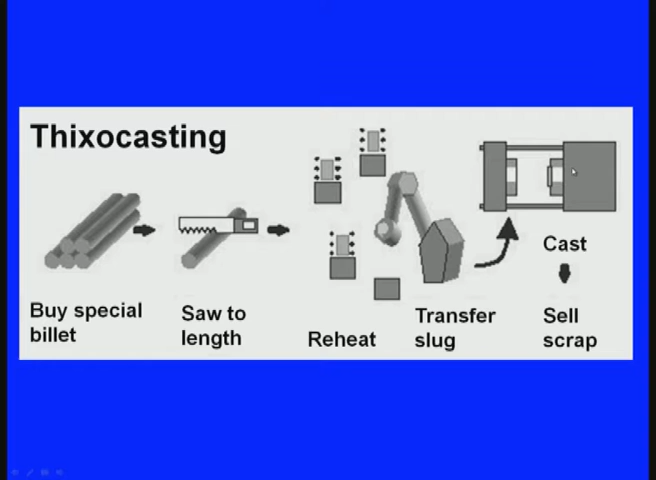 Thixocasting
Buy special
billet
Saw to
length
Reheat
Transfer
slug
Cast
Sell
scrap